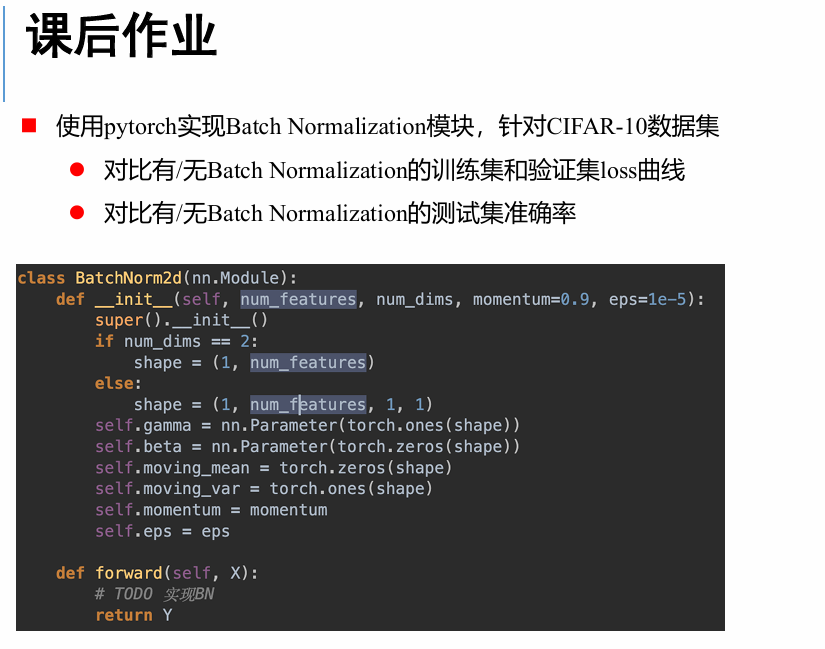 课后作业
使用pytorch实现Batch Normalization模块，针对CIFAR-10数据集
对比有/无Batch Normalization的训练集和验证集loss曲线
对比有/无Batch Normalization的测试集准确率
class BatchNorm2d(nn.Module):
    def __init__(self, num_features, num_dims, momentum=0.9, eps=1e-5):
        super().__init__()
        if num_dims == 2:
            shape = (1, num_features)
        else:
            shape = (1, num_features, 1, 1)
        self.gamma = nn.Parameter(torch.ones(shape))
        self.beta = nn.Parameter(torch.zeros(shape))
        self.moving_mean = torch.zeros(shape)
        self.moving_var = torch.ones(shape)
        self.momentum = momentum
        self.eps = eps
    def forward(self, X):
        # TODO 实现BN
        return Y